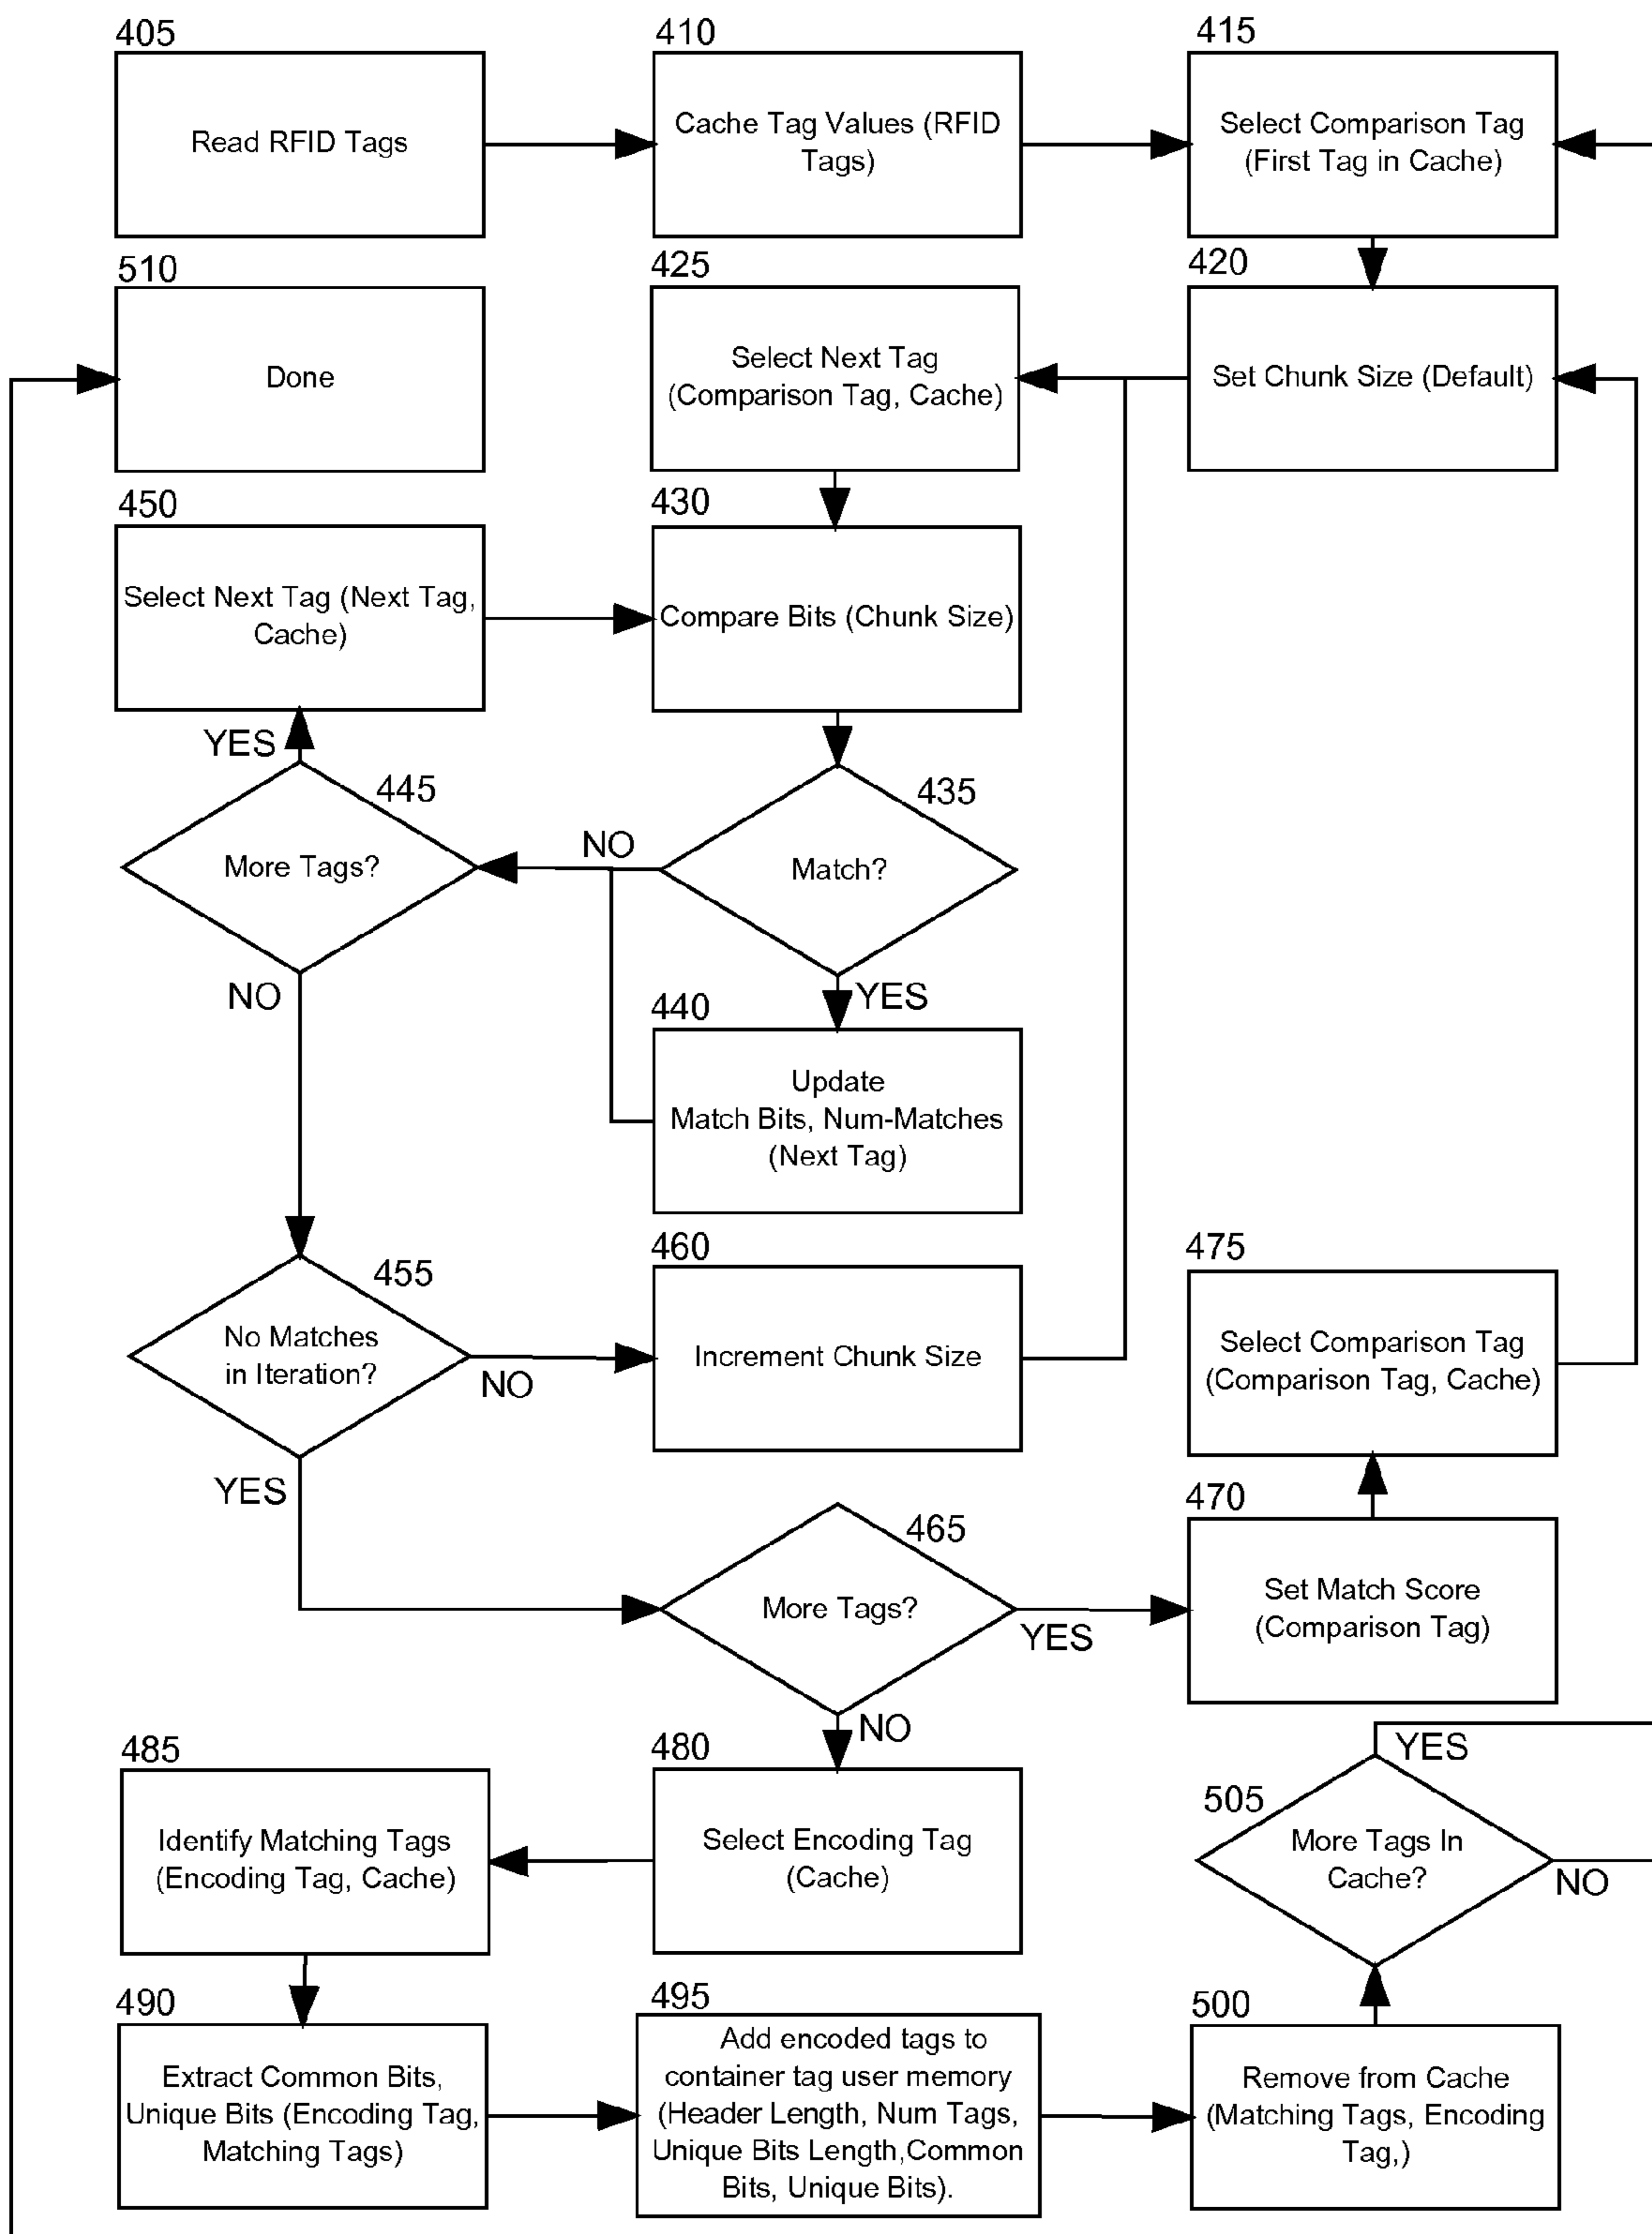 405
Read RFID Tags
410
Cache Tag Values (RFID
Tags)
415
Select Comparison Tag
(First Tag in Cache)
510
Done
425
Select Next Tag
(Comparison Tag, Cache)
420
Set Chunk Size (Default)
450
Select Next Tag (Next Tag,
Cache)
430
Compare Bits (Chunk Size)
YES
445
More Tags?
NO
NO
435
Match?
YES
440
Update
Match Bits, Num-Matches
(Next Tag)
455
No Matches
in Iteration?
NO
YES
460
Increment Chunk Size
475
Select Comparison Tag
(Comparison Tag, Cache)
465
More Tags?
YES
NO
470
Set Match Score
(Comparison Tag)
485
Identify Matching Tags
(Encoding Tag, Cache)
480
Select Encoding Tag
(Cache)
YES
505
More Tags In
Cache?
NO
490
Extract Common Bits,
Unique Bits (Encoding Tag,
Matching Tags)
495
Add encoded tags to
container tag user memory
(Header Length, Num Tags,
Unique Bits Length,Common
Bits, Unique Bits).
500
Remove from Cache
(Matching Tags, Encoding
Tag,)